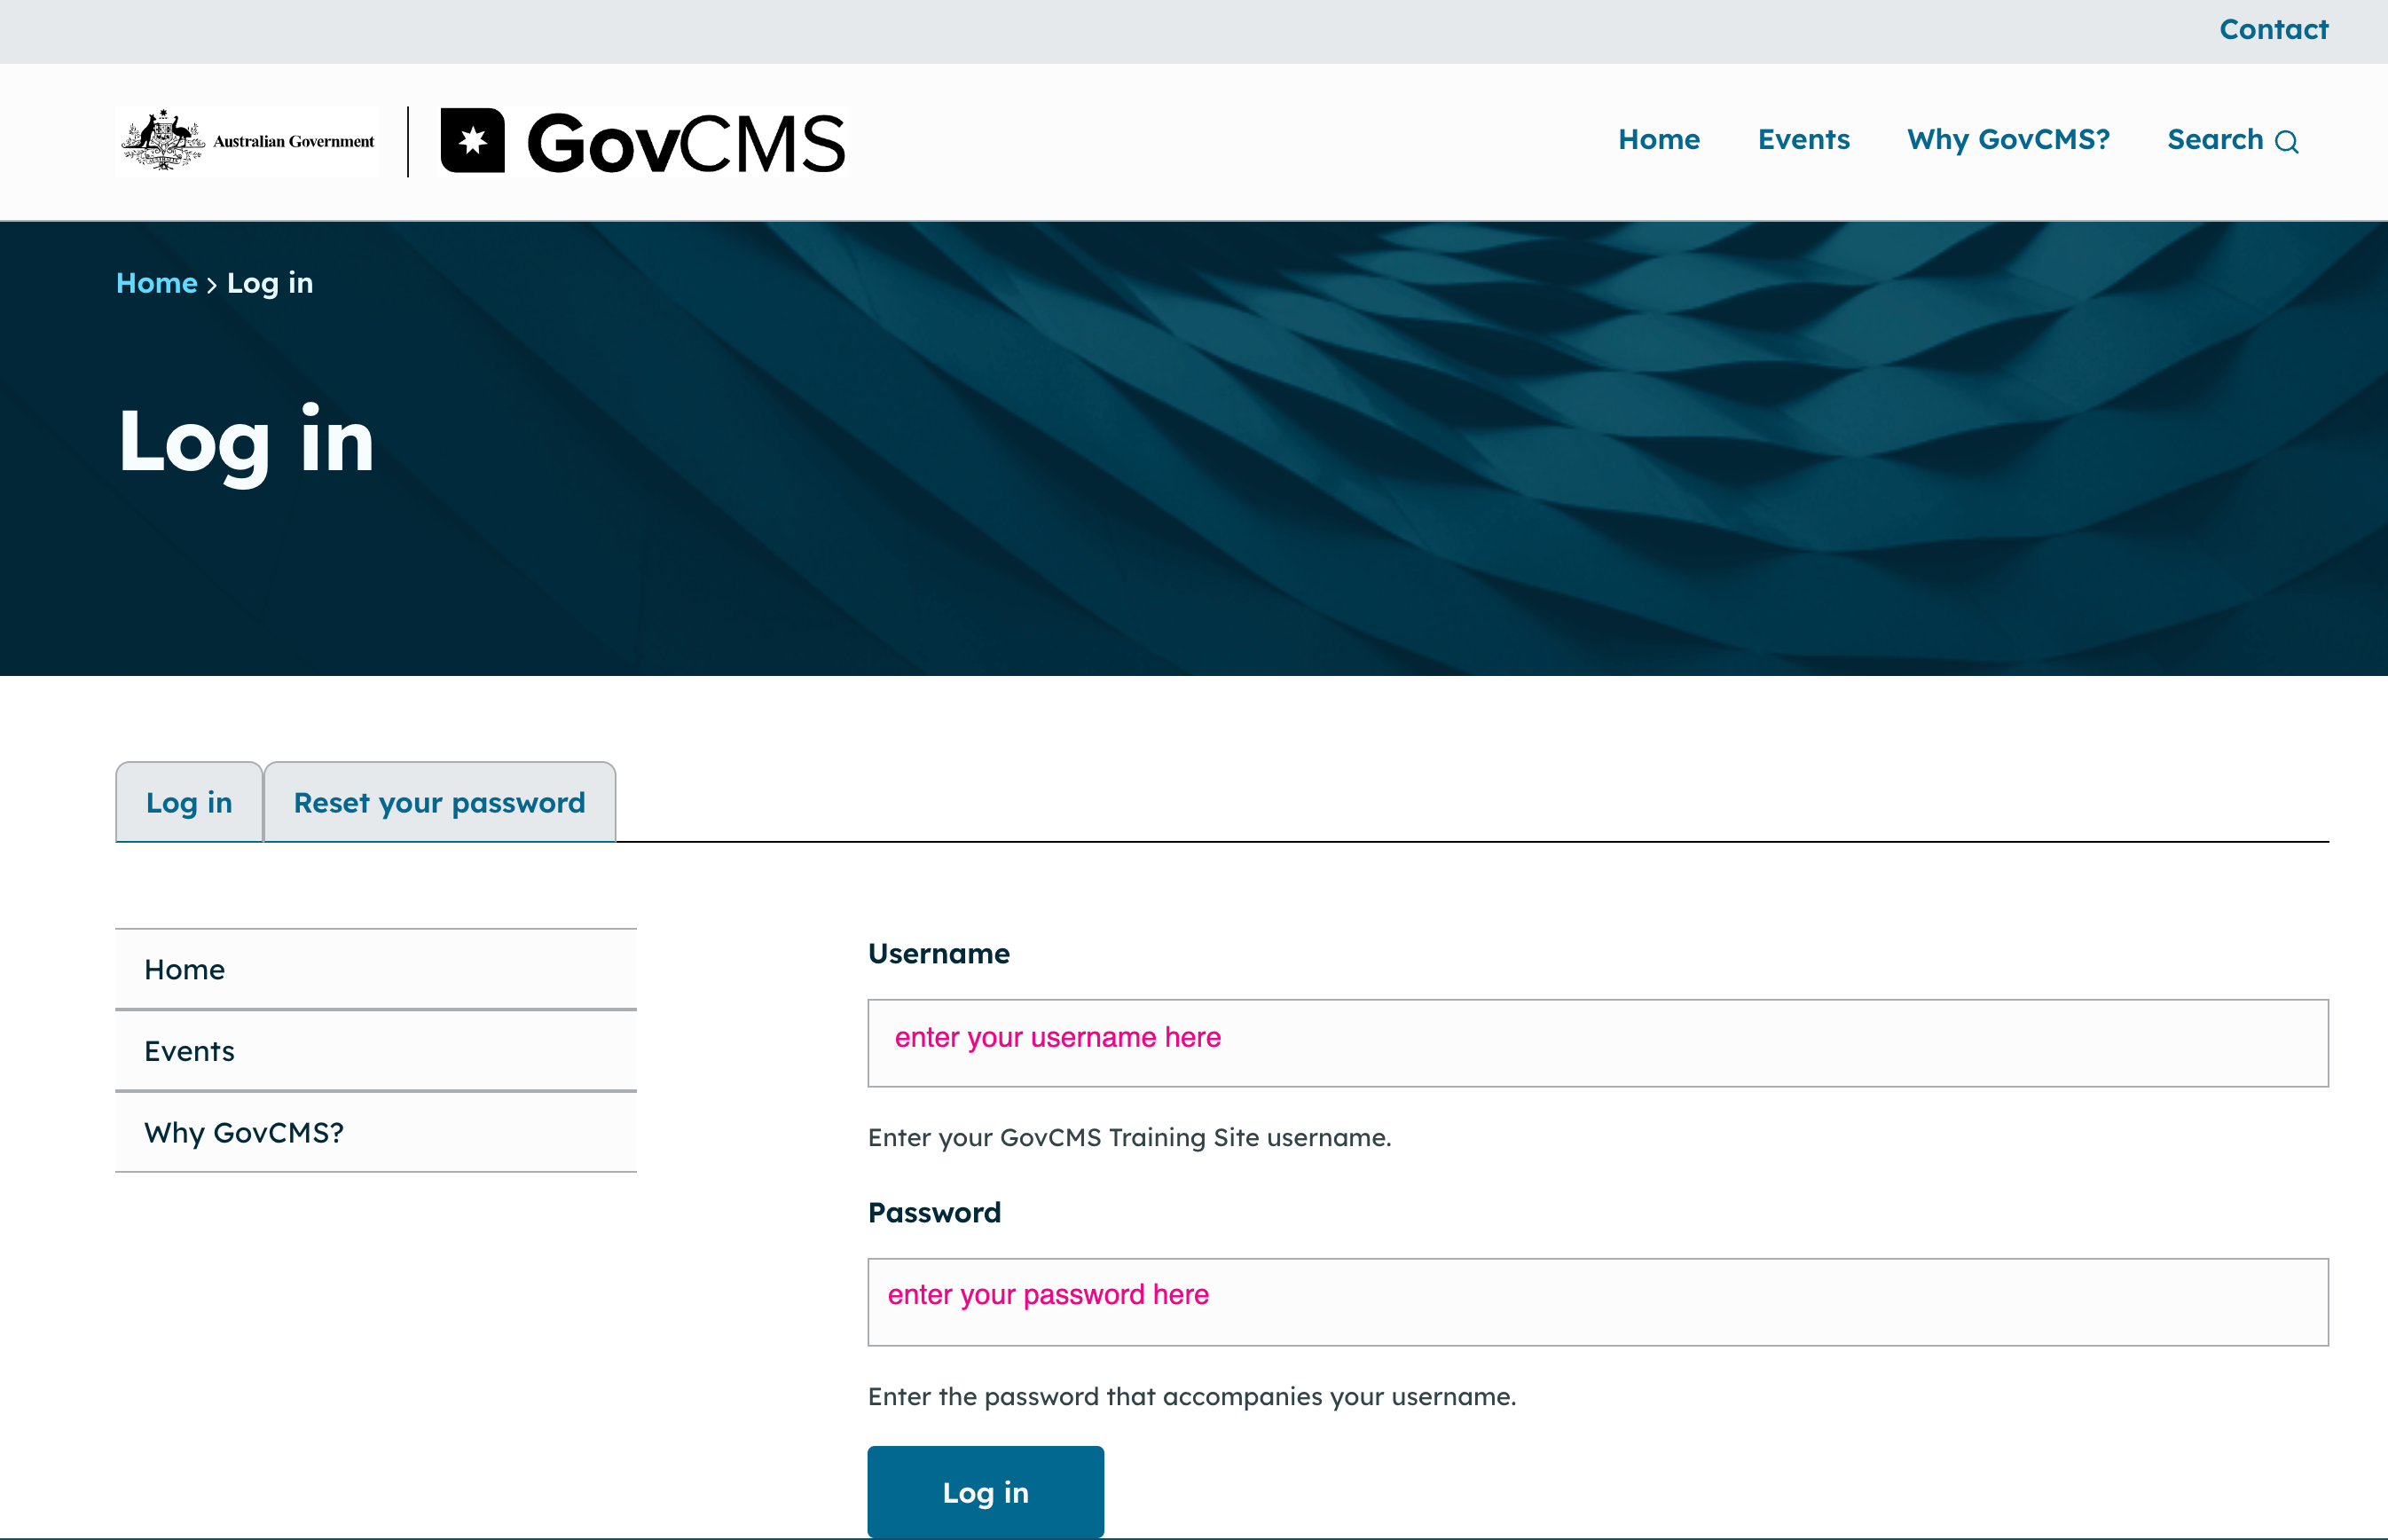 Contact
Australian Government
GovCMS
Home Events Why GovCMS? Search
Home > Log in
Log in
Log in Reset your password
Home
Events
Why GovCMS?
Username
enter your username here
Enter your GovCMS Training Site username.
Password
enter your password here
Enter the password that accompanies your username.
Log in